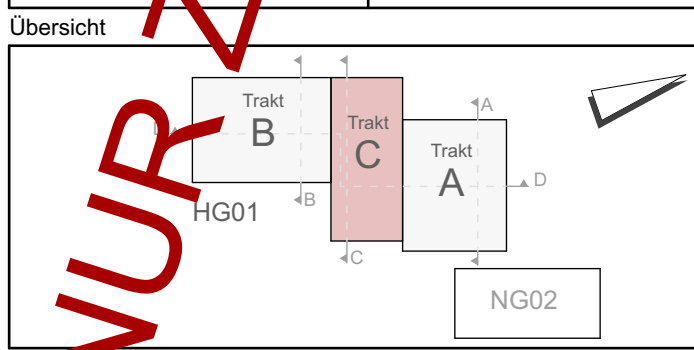 Übersicht
Trakt
B
Trakt
C
Trakt
A
A
D
B
C
HG01
NG02
NUR Z